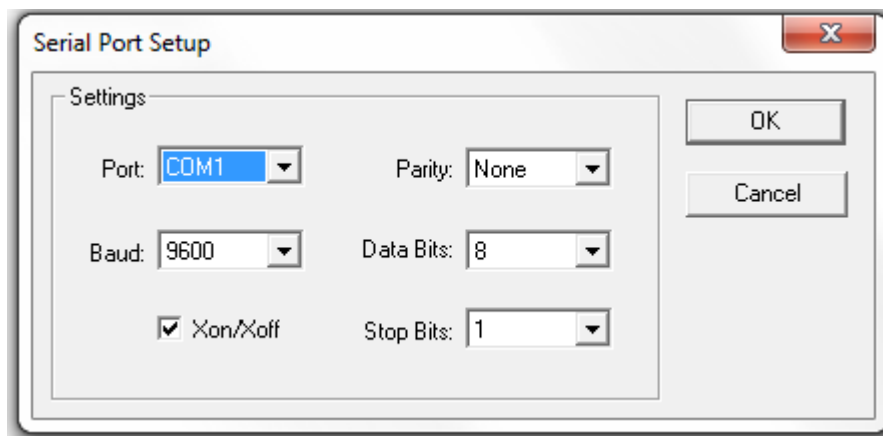 Serial Port Setup
Settings
OK
Port: COM1
Parity: None
Cancel
Baud: 9600
Data Bits: 8
Xon/Xoff
Stop Bits: 1